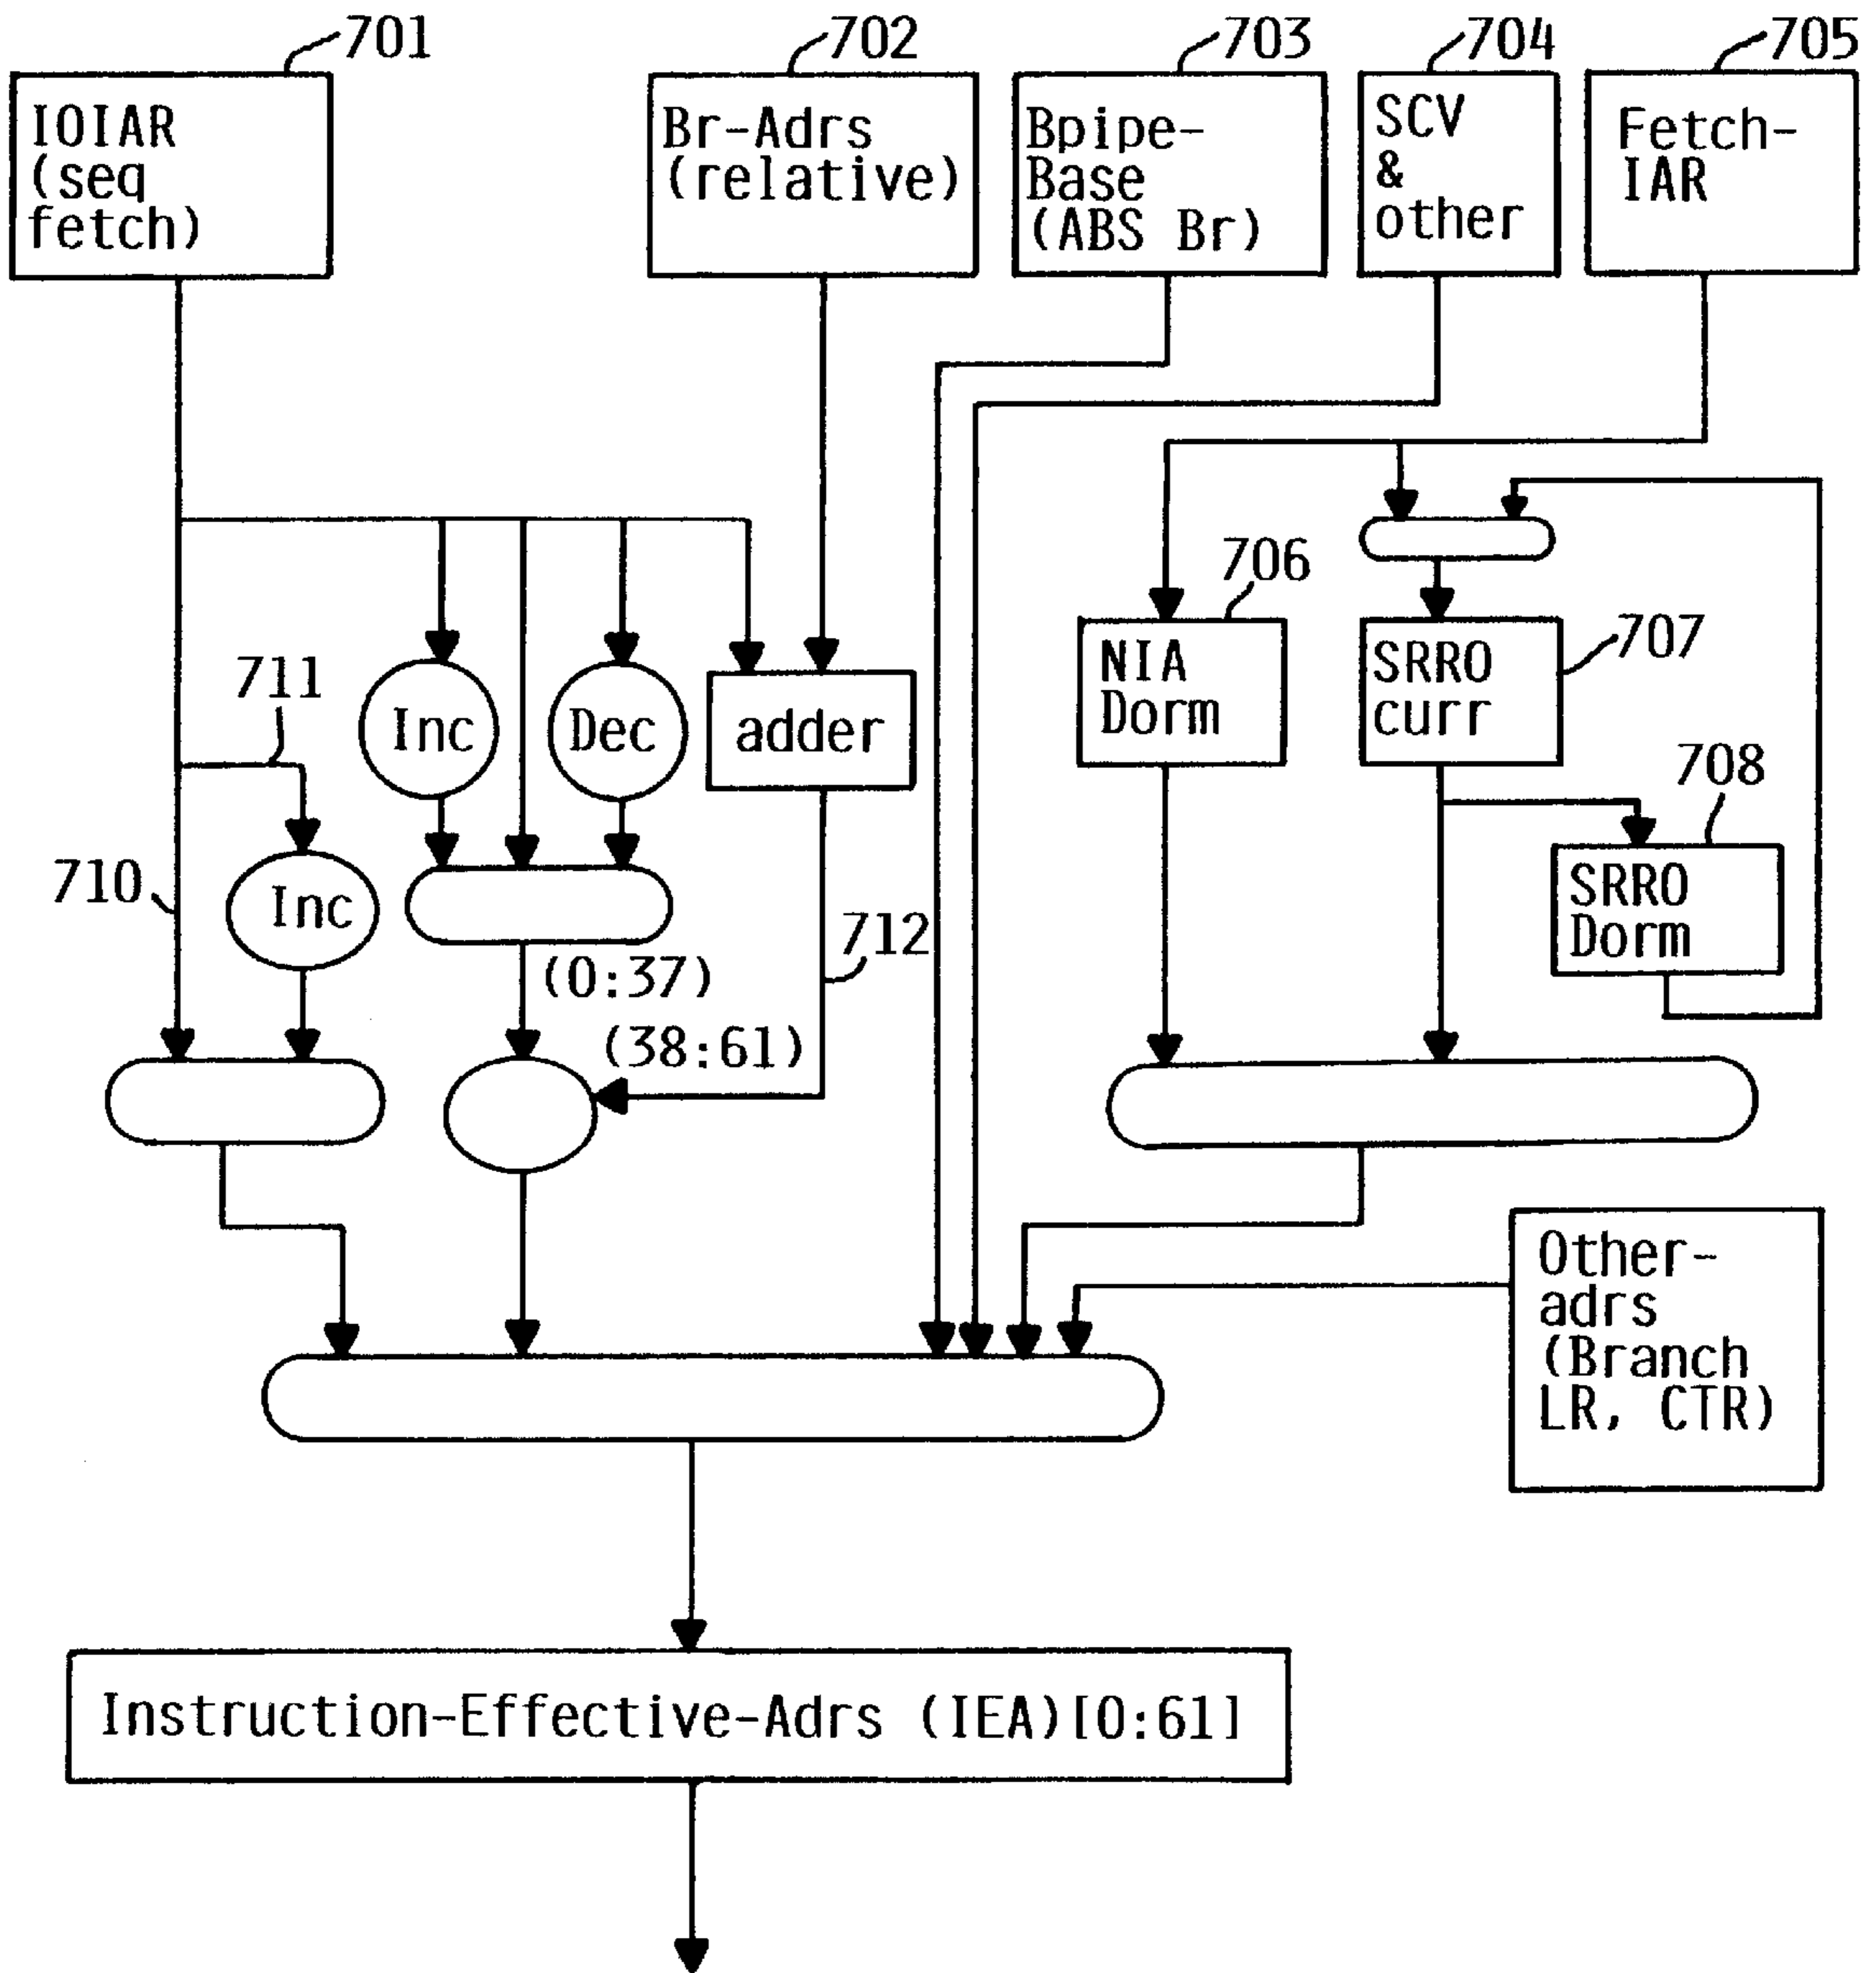 701
702
703
704
705
IOIAR
(seq
fetch)
Br-Adrs
(relative)
Bpipe-
Base
(ABS Br)
SCV
&
other
Fetch-
IAR
706
NIA
Dorm
SRRO
curr
707
711
Inc
Dec
adder
708
SRRO
Dorm
710
Inc
712
(0:37)
(38:61)
Other-
adrs
(Branch
LR, CTR)
Instruction-Effective-Adrs (IEA)[0:61]